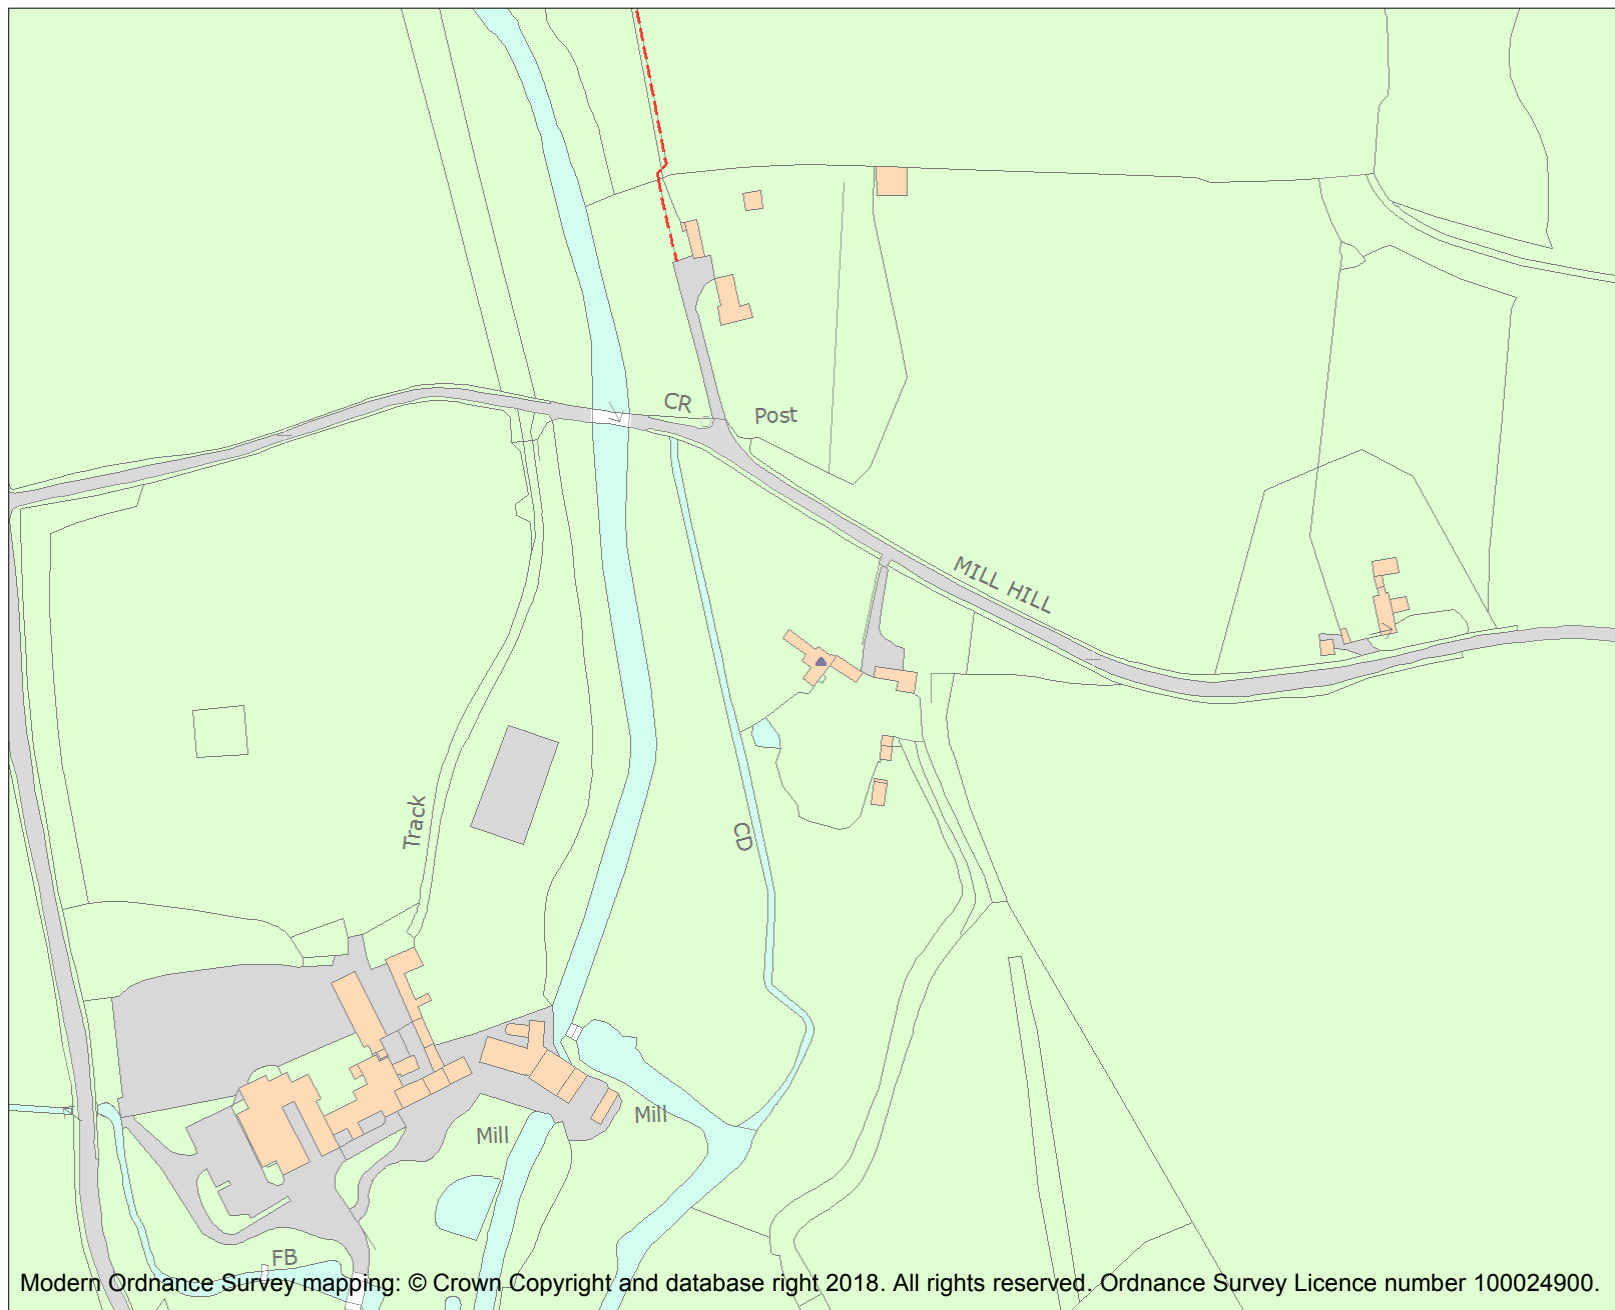 CR
Post
MILL HILL
Track
CD
Mill
Mill
FB
Modern Ordnance Survey mapping: © Crown Copyright and database right 2018. All rights reserved. Ordnance Survey Licence number 100024900.